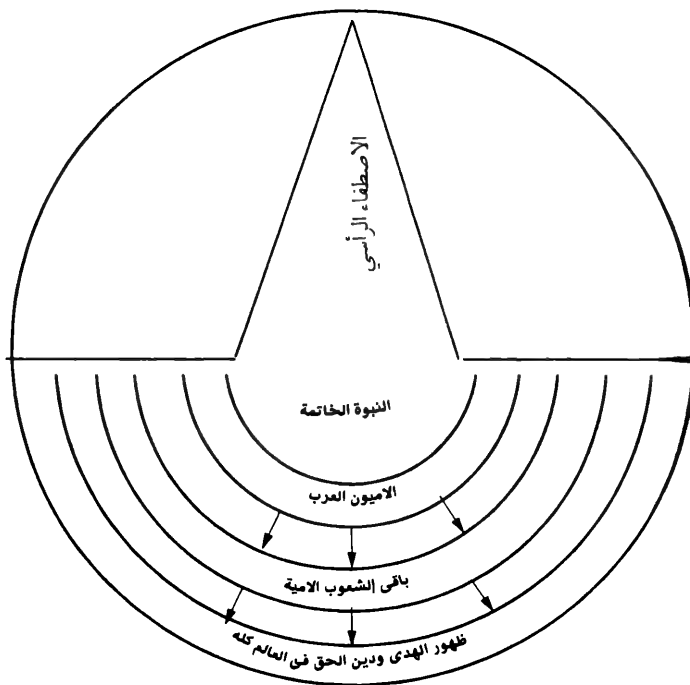 الاصطفاء الرأسي
النبوة الخاتمة
الاميون العرب
باقى الشعوب الامية
ظهور الهدى ودين الحق فى العالم كله